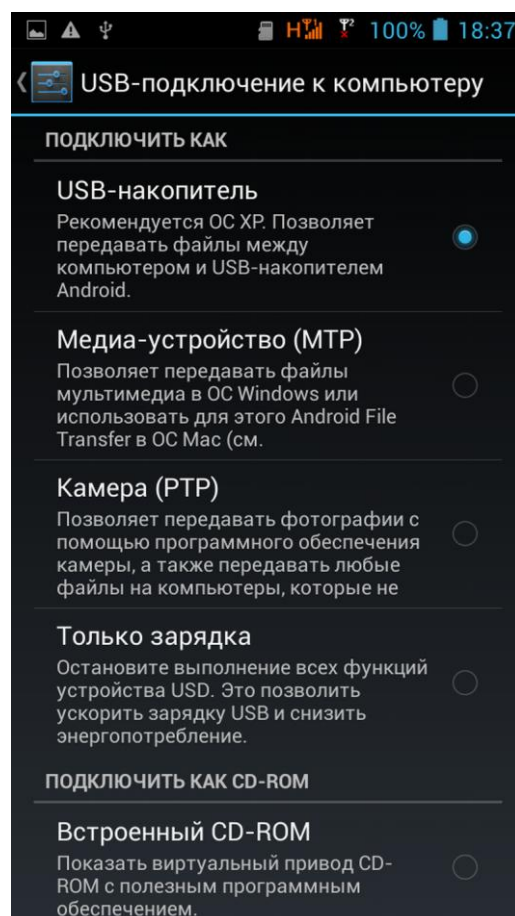 H 1 2 100% 18:37
USB-подключение к компьютеру
ПОДКЛЮЧИТЬ КАК
USB-накопитель
Рекомендуется ОС XP. Позволяет
передавать файлы между
компьютером и USB-накопителем
Android.
Медиа-устройство (MTP)
Позволяет передавать файлы
мультимедиа в ОС Windows или
использовать для этого Android File
Transfer в ОС Mac (см.
Камера (PTP)
Позволяет передавать фотографии с
помощью программного обеспечения
камеры, а также передавать любые
файлы на компьютеры, которые не
Только зарядка
Остановите выполнение всех функций
устройства USD. Это позволить
ускорить зарядку USB и снизить
энергопотребление.
ПОДКЛЮЧИТЬ КАК CD-ROM
Встроенный CD-ROM
Показать виртуальный привод CD-
ROM с полезным программным
обеспечением.